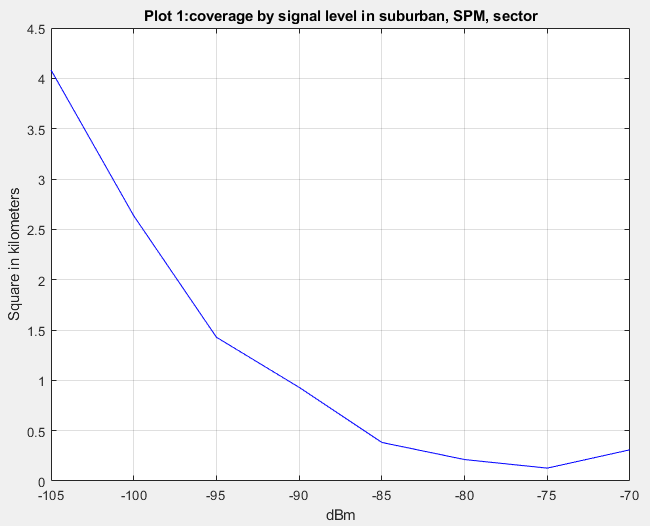 Plot 1:coverage by signal level in suburban, SPM, sector
4.5
4
3.5
3
2.5
2
1.5
1
0.5
0
Square in kilometers
-105 -100 -95 -90 -85 -80 -75 -70
dBm